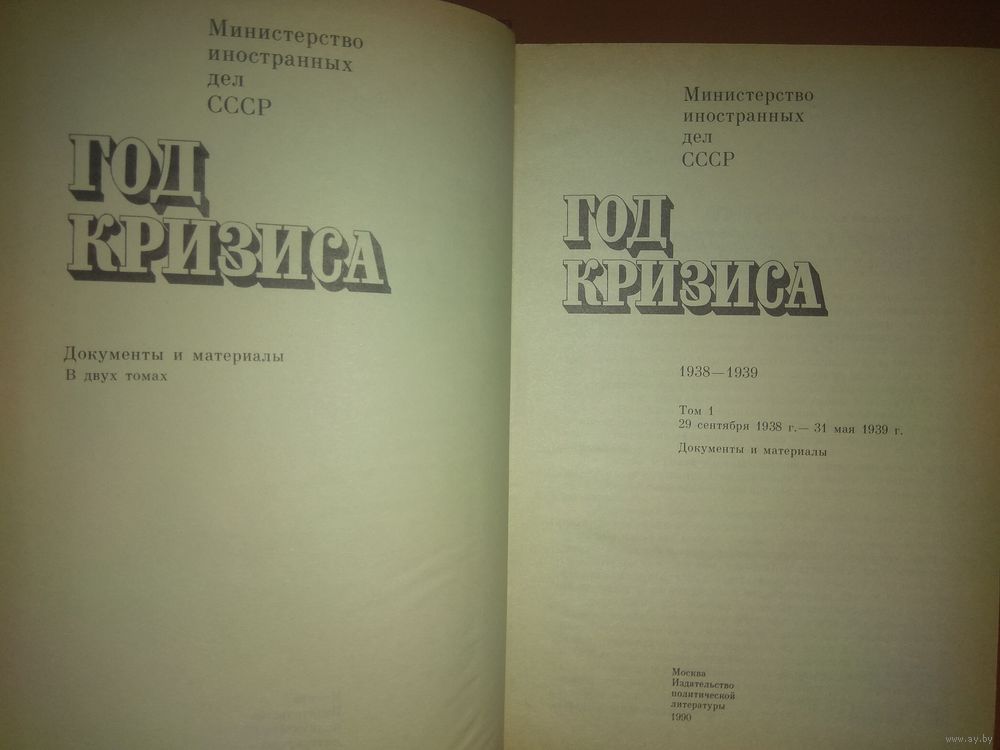 Министерство
иностранных
дел
СССР
ГОД
КРИЗИСА
Документы и материалы
В двух томах
Министерство
иностранных
дел
СССР
ГОД
КРИЗИСА
1938—1939
Том 1
29 сентября 1938 г.— 31 мая 1939 г.
Документы и материалы
Москва
Издательство
политической
литературы
1990
www.ay.by